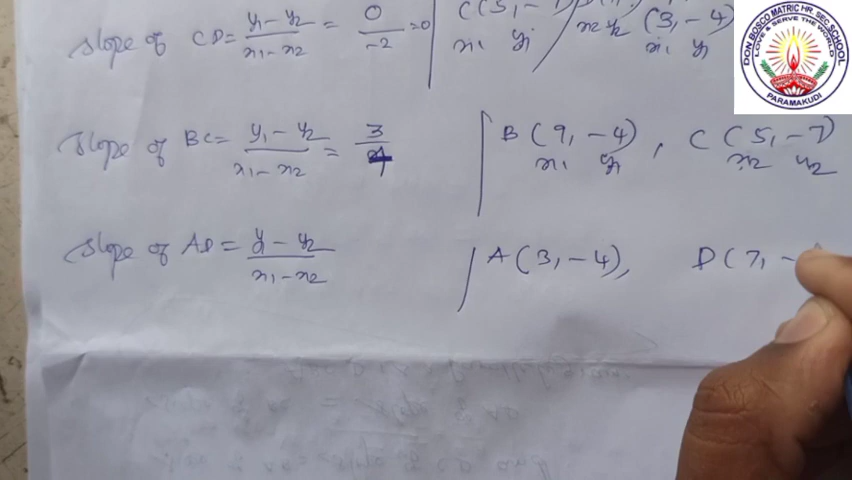 Slope of CD = y1 - y2 / x1 - x2 = 0 / -2 = 0 | C(5, -7) / x2 y2 (3, -4)
x1 y1 x1 y1
Slope of BC = y1 - y2 / x1 - x2 = 3 / 4 | B(9, -4), C(5, -7)
x1 y1 x2 y2
Slope of AD = y1 - y2 / x1 - x2 | A(3, -4), D(7, -
DON BOSCO MATRIC HR. SEC SCHOOL
LOVE & SERVE THE WORLD
PARAMAKUDI